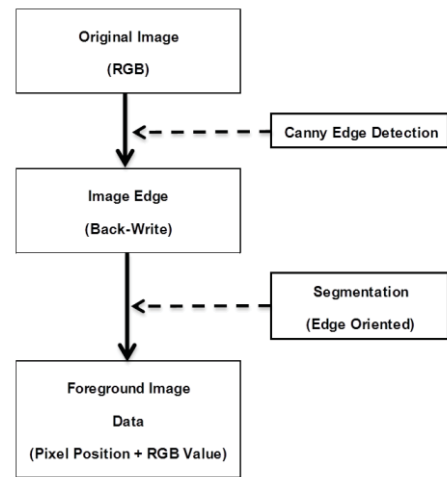 Original Image
(RGB)
Canny Edge Detection
Image Edge
(Back-Write)
Segmentation
(Edge Oriented)
Foreground Image
Data
(Pixel Position + RGB Value)